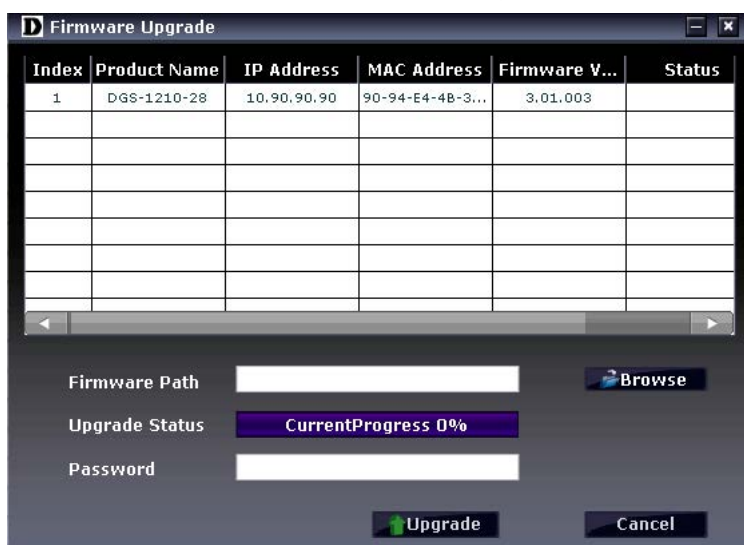 D Firmware Upgrade
Index Product Name IP Address MAC Address Firmware V... Status
1 DGS-1210-28 10.90.90.90 90-94-E4-4B-3... 3.01.003
Firmware Path Browse
Upgrade Status CurrentProgress 0%
Password
Upgrade Cancel